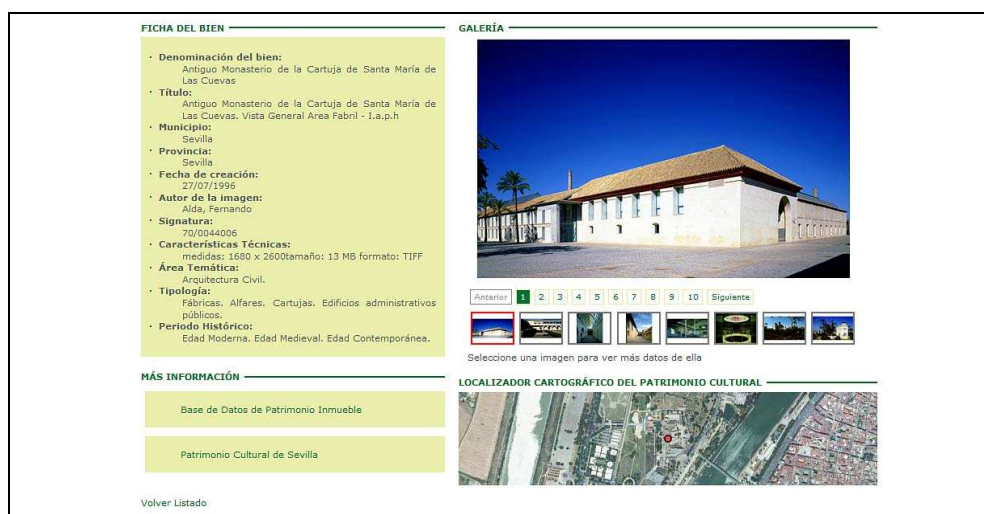 FICHA DEL BIEN
· Denominación del bien:
Antiguo Monasterio de la Cartuja de Santa María de
Las Cuevas
· Título:
Antiguo Monasterio de la Cartuja de Santa María de
Las Cuevas. Vista General Area Fabril - I.a.p.h
· Municipio:
Sevilla
· Provincia:
Sevilla
· Fecha de creación:
27/07/1996
· Autor de la imagen:
Alda, Fernando
· Signatura:
70/0044006
· Características Técnicas:
medidas: 1680 x 2600tamaño: 13 MB formato: TIFF
· Área Temática:
Arquitectura Civil.
· Tipología:
Fábricas. Alfares. Cartujas. Edificios administrativos
públicos.
· Periodo Histórico:
Edad Moderna. Edad Medieval. Edad Contemporánea.
MÁS INFORMACIÓN
Base de Datos de Patrimonio Inmueble
Patrimonio Cultural de Sevilla
Volver Listado
GALERÍA
Anterior 1 2 3 4 5 6 7 8 9 10 Siguiente
Seleccione una imagen para ver más datos de ella
LOCALIZADOR CARTOGRÁFICO DEL PATRIMONIO CULTURAL